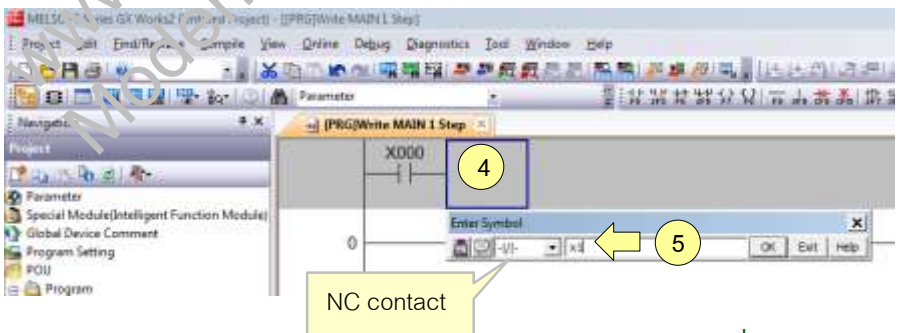 MELSOFT Series GX Works2 (Untitled Project) - [[PRG]Write MAIN 1 Step]
Project Edit Find/Replace Compile View Online Debug Diagnostics Tool Window Help
Parameter
Navigation
[PRG]Write MAIN 1 Step
Project
X000
4
Parameter
Special Module(Intelligent Function Module)
Global Device Comment
Program Setting
POU
Program
Enter Symbol
0
x1
5
OK Exit Help
NC contact